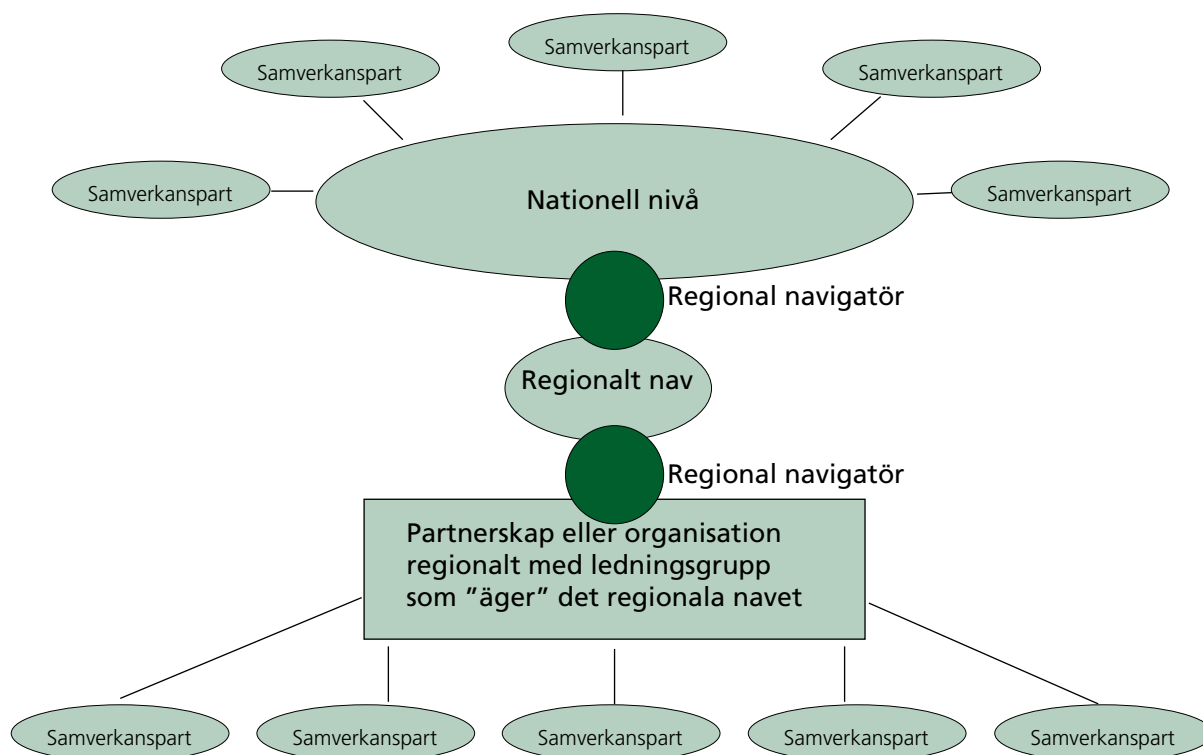 Samverkanspart
Samverkanspart
Samverkanspart
Samverkanspart
Samverkanspart
Nationell nivå
Regional navigatör
Regionalt nav
Regional navigatör
Partnerskap eller organisation
regionalt med ledningsgrupp
som ”äger” det regionala navet
Samverkanspart
Samverkanspart
Samverkanspart
Samverkanspart
Samverkanspart